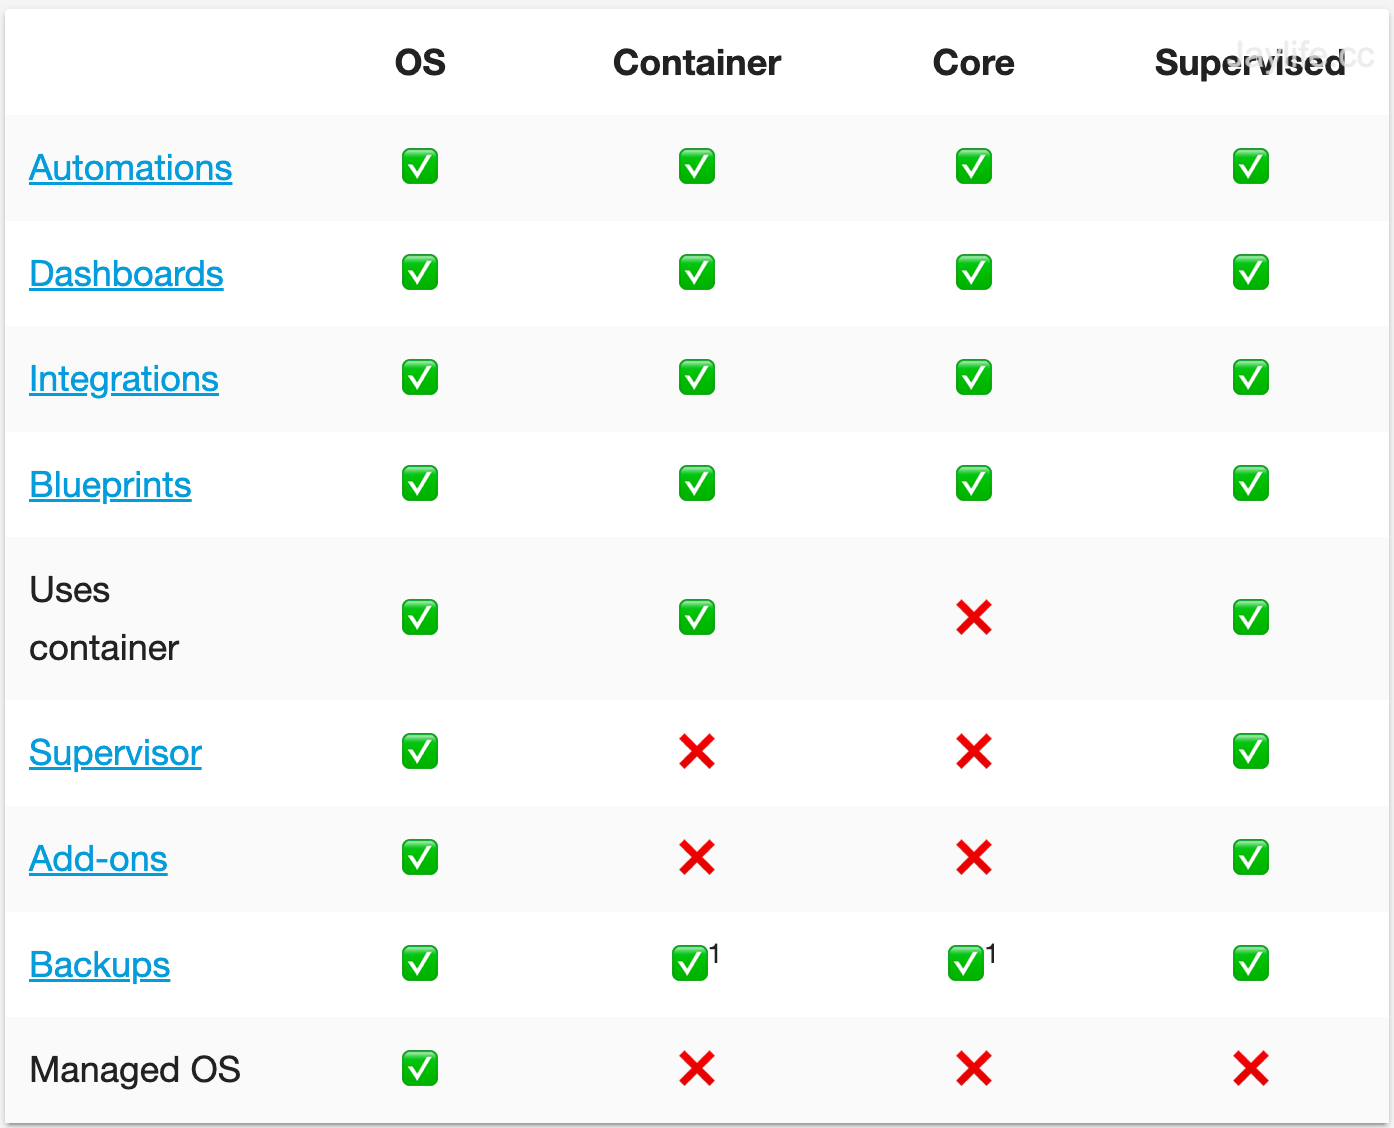 Jaylife.cc
OS Container Core Supervised
Automations ✅ ✅ ✅ ✅
Dashboards ✅ ✅ ✅ ✅
Integrations ✅ ✅ ✅ ✅
Blueprints ✅ ✅ ✅ ✅
Uses
container ✅ ✅ ❌ ✅
Supervisor ✅ ❌ ❌ ✅
Add-ons ✅ ❌ ❌ ✅
Backups ✅ ✅1 ✅1 ✅
Managed OS ✅ ❌ ❌ ❌